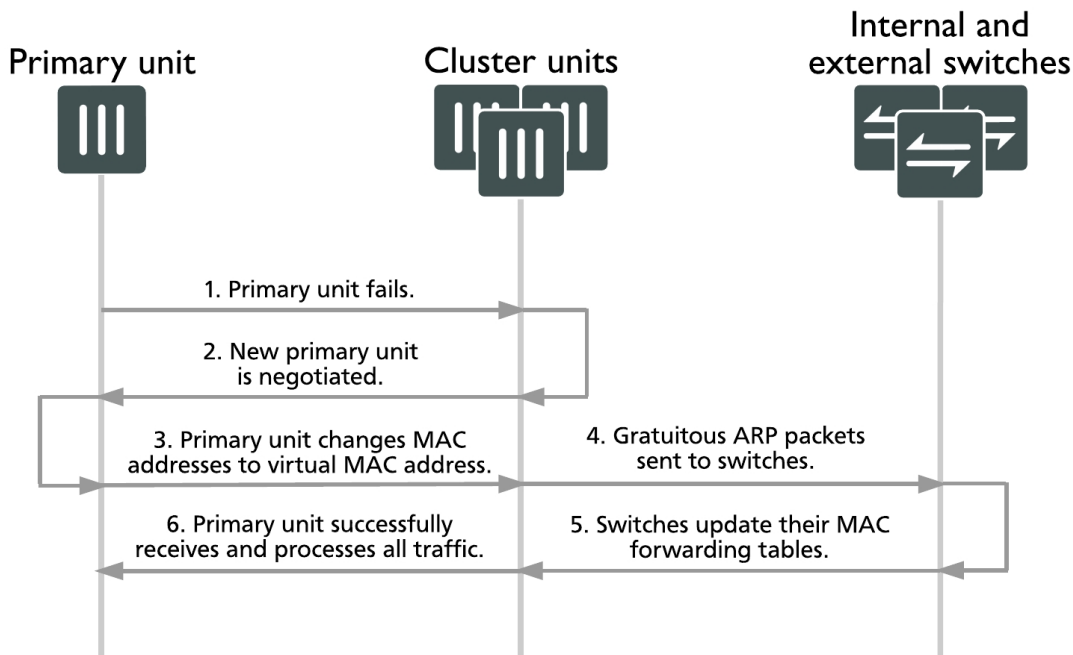 Primary unit
Cluster units
Internal and
external switches
1. Primary unit fails.
2. New primary unit
is negotiated.
3. Primary unit changes MAC
addresses to virtual MAC address.
4. Gratuitous ARP packets
sent to switches.
6. Primary unit successfully
receives and processes all traffic.
5. Switches update their MAC
forwarding tables.